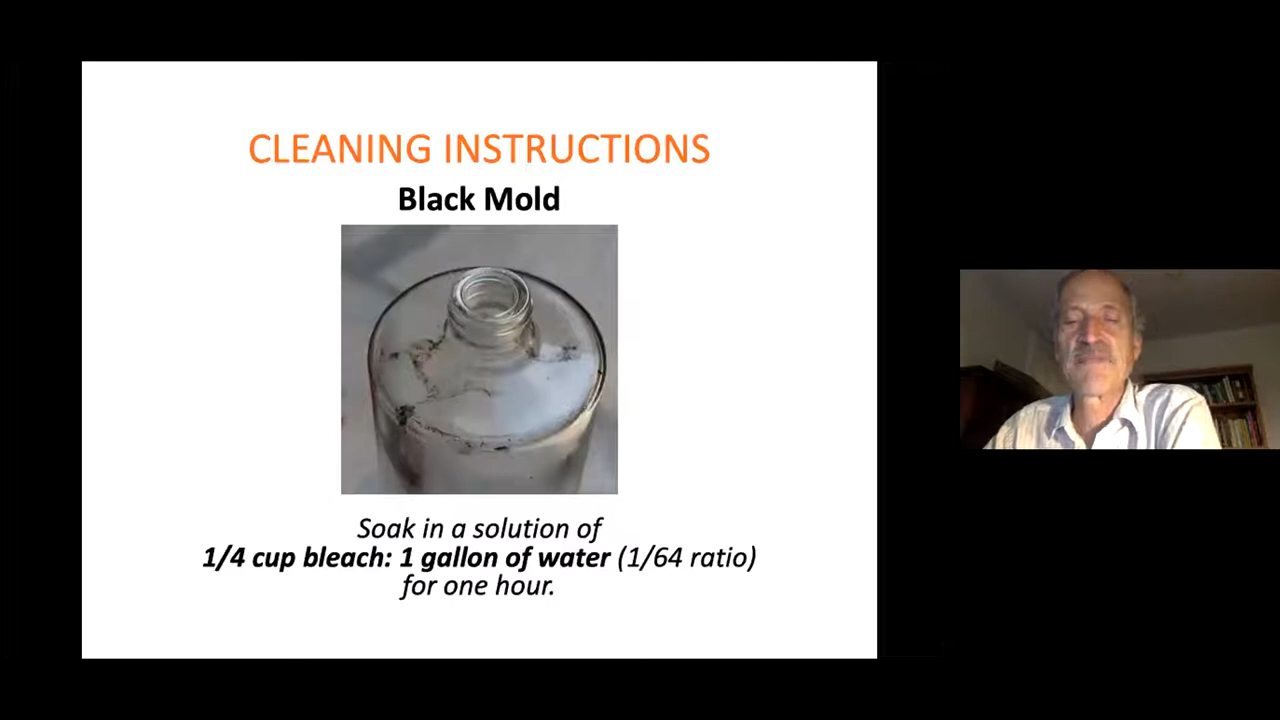 CLEANING INSTRUCTIONS
Black Mold
Soak in a solution of
1/4 cup bleach: 1 gallon of water (1/64 ratio)
for one hour.